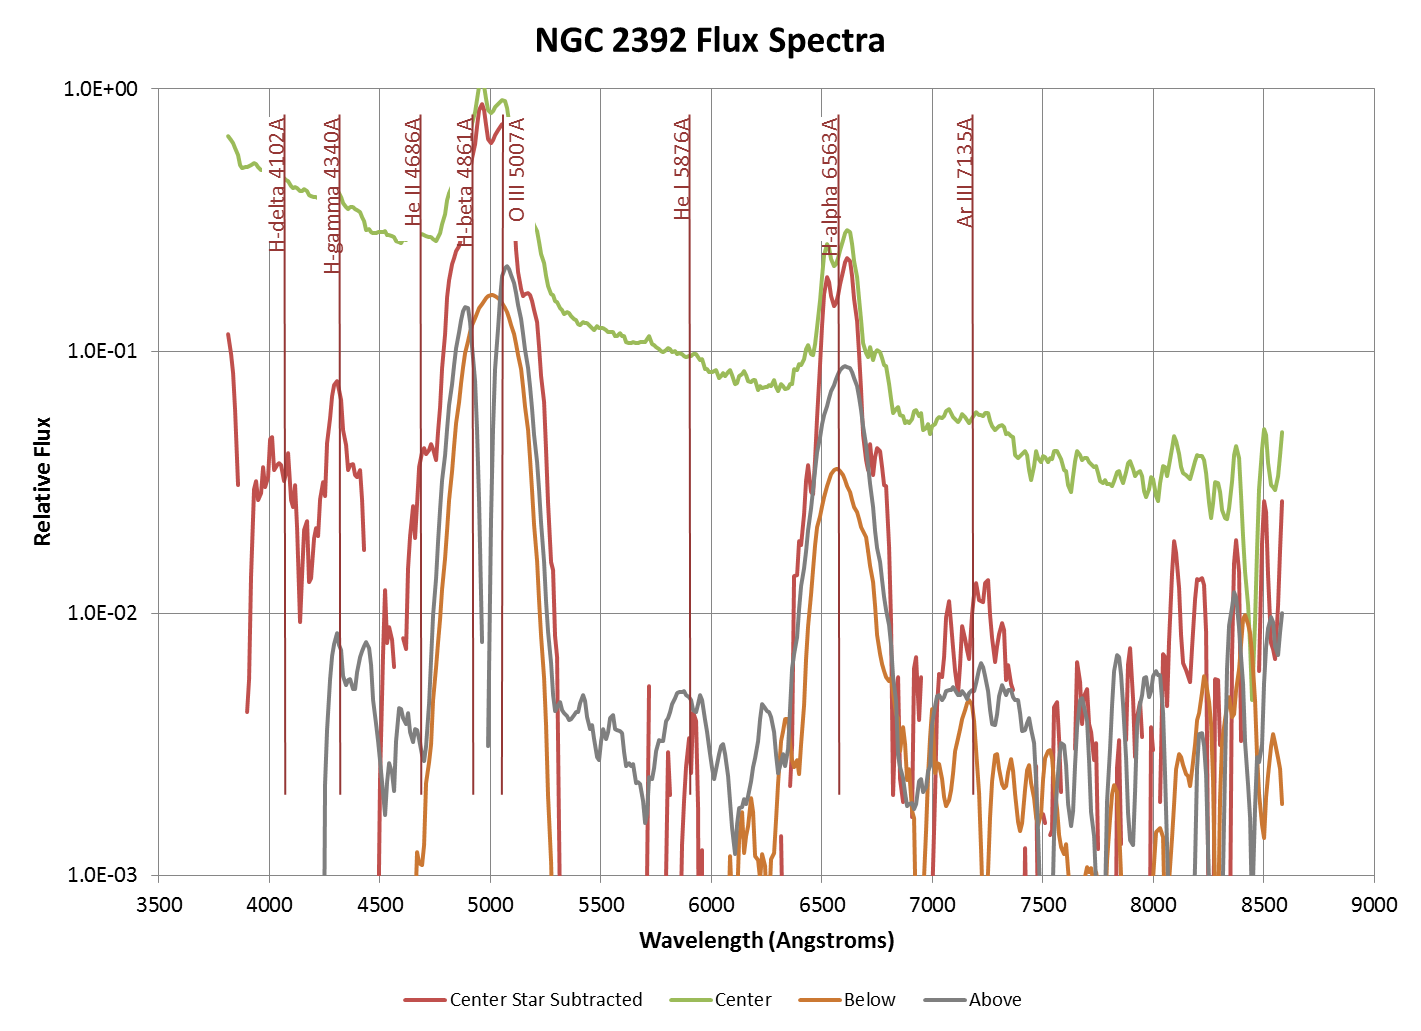 NGC 2392 Flux Spectra
1.0E+00
1.0E-01
1.0E-02
1.0E-03
Relative Flux
H-delta 4102A
H-gamma 4340A
He II 4686A
H-beta 4861A
O III 5007A
He I 5876A
H-alpha 6563A
Ar III 7135A
3500 4000 4500 5000 5500 6000 6500 7000 7500 8000 8500 9000
Wavelength (Angstroms)
Center Star Subtracted Center Below Above